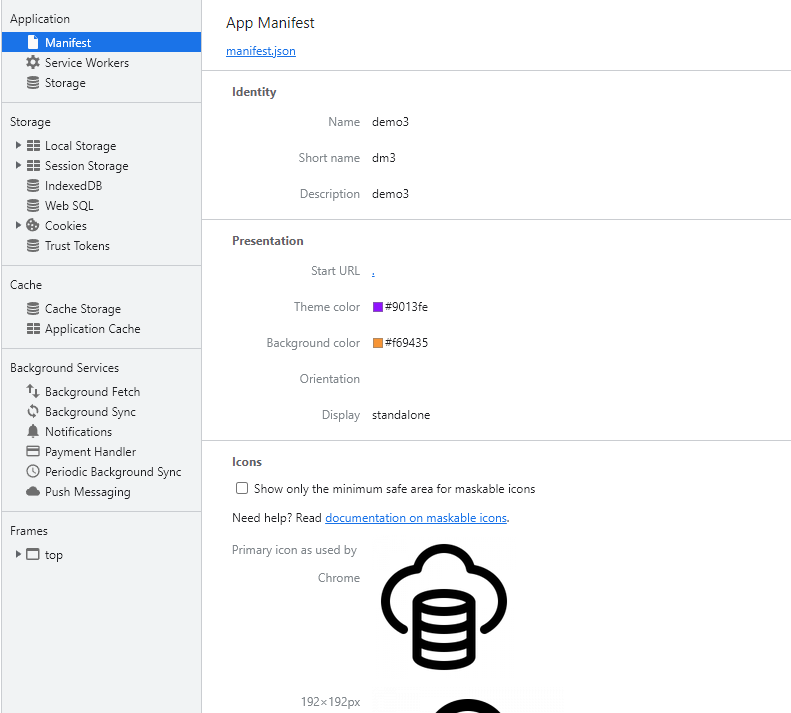 Application
Manifest
Service Workers
Storage
Storage
Local Storage
Session Storage
IndexedDB
Web SQL
Cookies
Trust Tokens
Cache
Cache Storage
Application Cache
Background Services
Background Fetch
Background Sync
Notifications
Payment Handler
Periodic Background Sync
Push Messaging
Frames
top
App Manifest
manifest.json
Identity
Name demo3
Short name dm3
Description demo3
Presentation
Start URL .
Theme color #9013fe
Background color #f69435
Orientation
Display standalone
Icons
Show only the minimum safe area for maskable icons
Need help? Read documentation on maskable icons.
Primary icon as used by
Chrome
192×192px